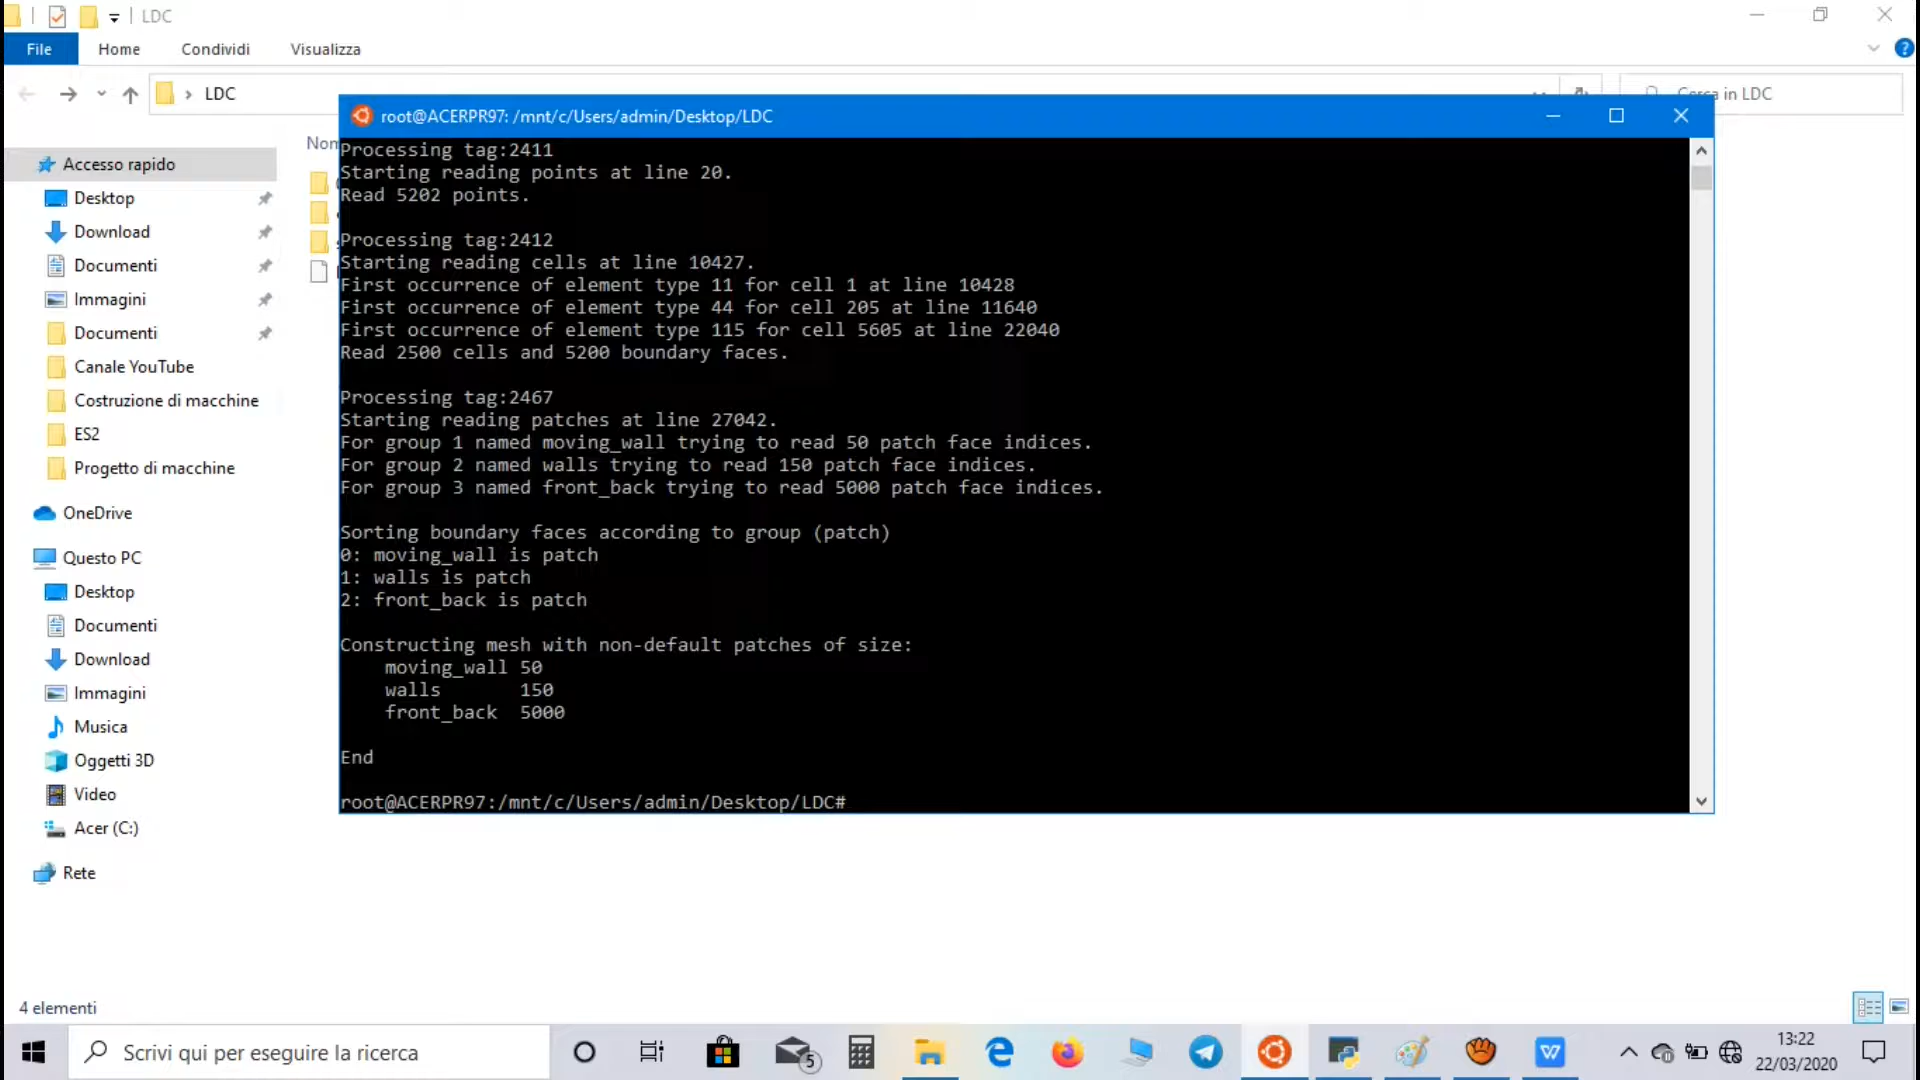 LDC
File Home Condividi Visualizza
LDC
Cerca in LDC
root@ACERPR97: /mnt/c/Users/admin/Desktop/LDC
Accesso rapido
Desktop
Download
Documenti
Immagini
Documenti
Canale YouTube
Costruzione di macchine
ES2
Progetto di macchine
OneDrive
Questo PC
Desktop
Documenti
Download
Immagini
Musica
Oggetti 3D
Video
Acer (C:)
Rete
Processing tag:2411
Starting reading points at line 20.
Read 5202 points.
Processing tag:2412
Starting reading cells at line 10427.
First occurrence of element type 11 for cell 1 at line 10428
First occurrence of element type 44 for cell 205 at line 11640
First occurrence of element type 115 for cell 5605 at line 22040
Read 2500 cells and 5200 boundary faces.
Processing tag:2467
Starting reading patches at line 27042.
For group 1 named moving_wall trying to read 50 patch face indices.
For group 2 named walls trying to read 150 patch face indices.
For group 3 named front_back trying to read 5000 patch face indices.
Sorting boundary faces according to group (patch)
0: moving_wall is patch
1: walls is patch
2: front_back is patch
Constructing mesh with non-default patches of size:
moving_wall 50
walls 150
front_back 5000
End
root@ACERPR97:/mnt/c/Users/admin/Desktop/LDC#
4 elementi
Scrivi qui per eseguire la ricerca
5
13:22
22/03/2020